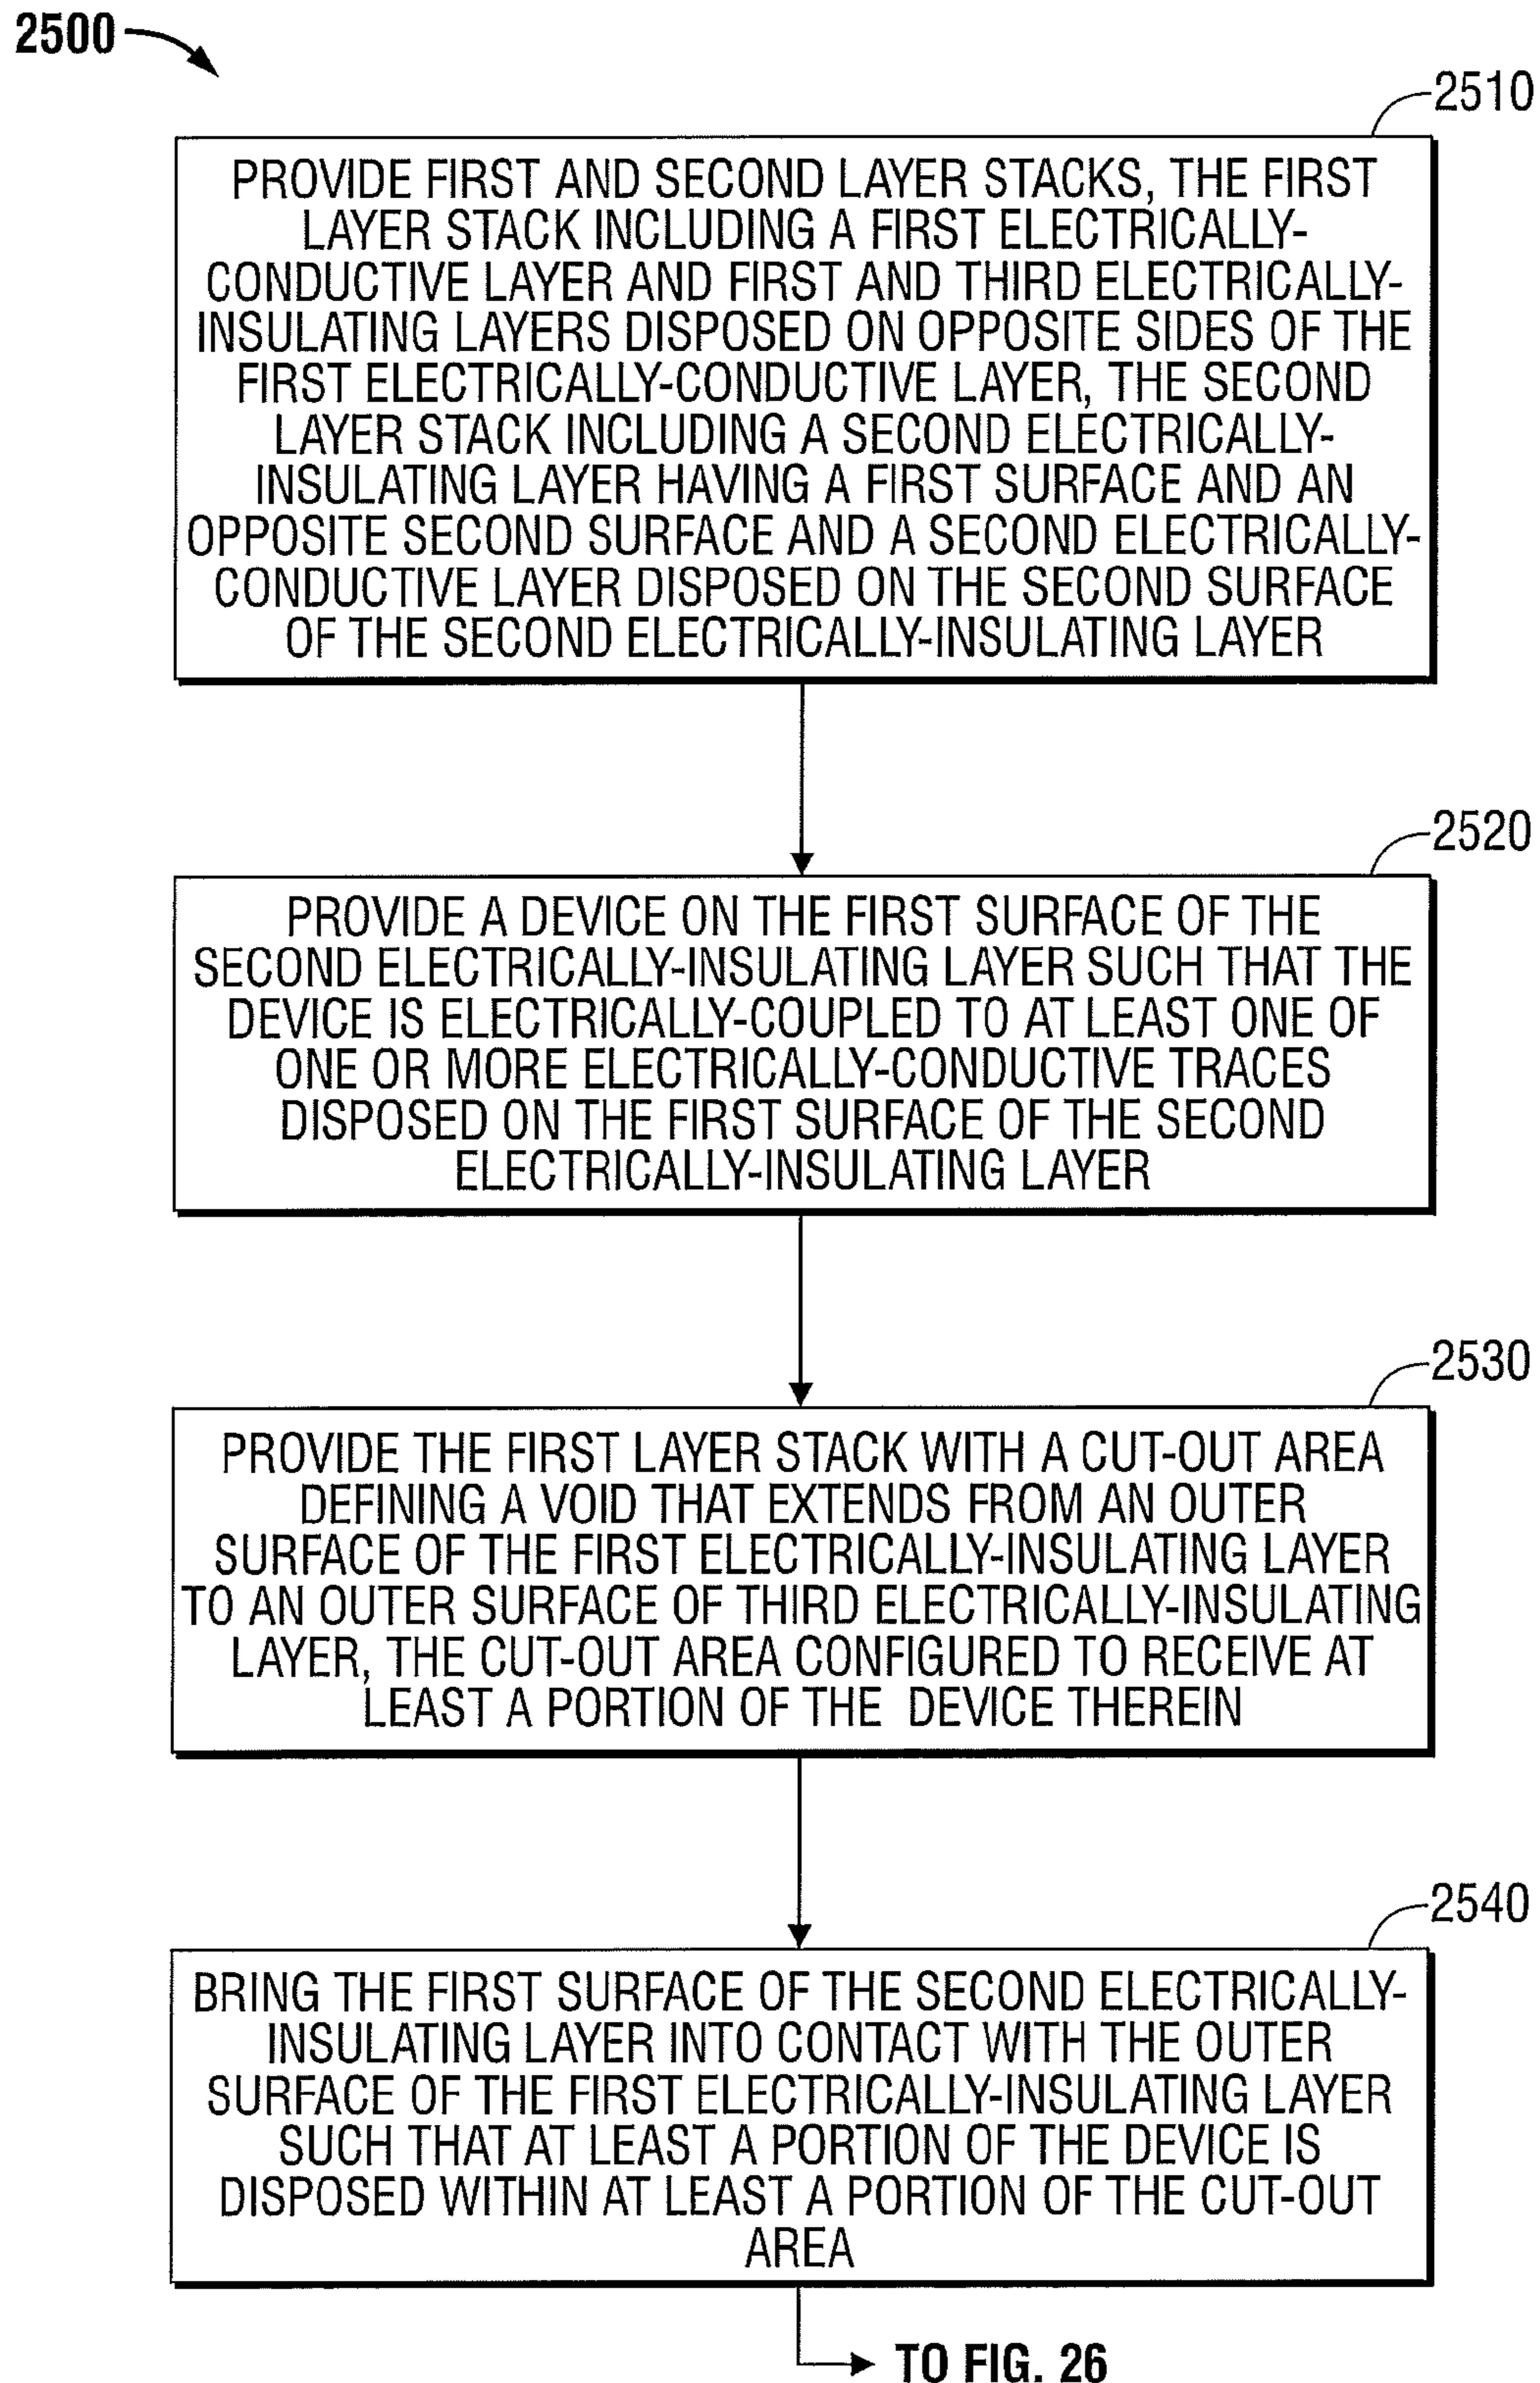 2500
2510
PROVIDE FIRST AND SECOND LAYER STACKS, THE FIRST
LAYER STACK INCLUDING A FIRST ELECTRICALLY-
CONDUCTIVE LAYER AND FIRST AND THIRD ELECTRICALLY-
INSULATING LAYERS DISPOSED ON OPPOSITE SIDES OF THE
FIRST ELECTRICALLY-CONDUCTIVE LAYER, THE SECOND
LAYER STACK INCLUDING A SECOND ELECTRICALLY-
INSULATING LAYER HAVING A FIRST SURFACE AND AN
OPPOSITE SECOND SURFACE AND A SECOND ELECTRICALLY-
CONDUCTIVE LAYER DISPOSED ON THE SECOND SURFACE
OF THE SECOND ELECTRICALLY-INSULATING LAYER
2520
PROVIDE A DEVICE ON THE FIRST SURFACE OF THE
SECOND ELECTRICALLY-INSULATING LAYER SUCH THAT THE
DEVICE IS ELECTRICALLY-COUPLED TO AT LEAST ONE OF
ONE OR MORE ELECTRICALLY-CONDUCTIVE TRACES
DISPOSED ON THE FIRST SURFACE OF THE SECOND
ELECTRICALLY-INSULATING LAYER
2530
PROVIDE THE FIRST LAYER STACK WITH A CUT-OUT AREA
DEFINING A VOID THAT EXTENDS FROM AN OUTER
SURFACE OF THE FIRST ELECTRICALLY-INSULATING LAYER
TO AN OUTER SURFACE OF THIRD ELECTRICALLY-INSULATING
LAYER, THE CUT-OUT AREA CONFIGURED TO RECEIVE AT
LEAST A PORTION OF THE DEVICE THEREIN
2540
BRING THE FIRST SURFACE OF THE SECOND ELECTRICALLY-
INSULATING LAYER INTO CONTACT WITH THE OUTER
SURFACE OF THE FIRST ELECTRICALLY-INSULATING LAYER
SUCH THAT AT LEAST A PORTION OF THE DEVICE IS
DISPOSED WITHIN AT LEAST A PORTION OF THE CUT-OUT
AREA
TO FIG. 26